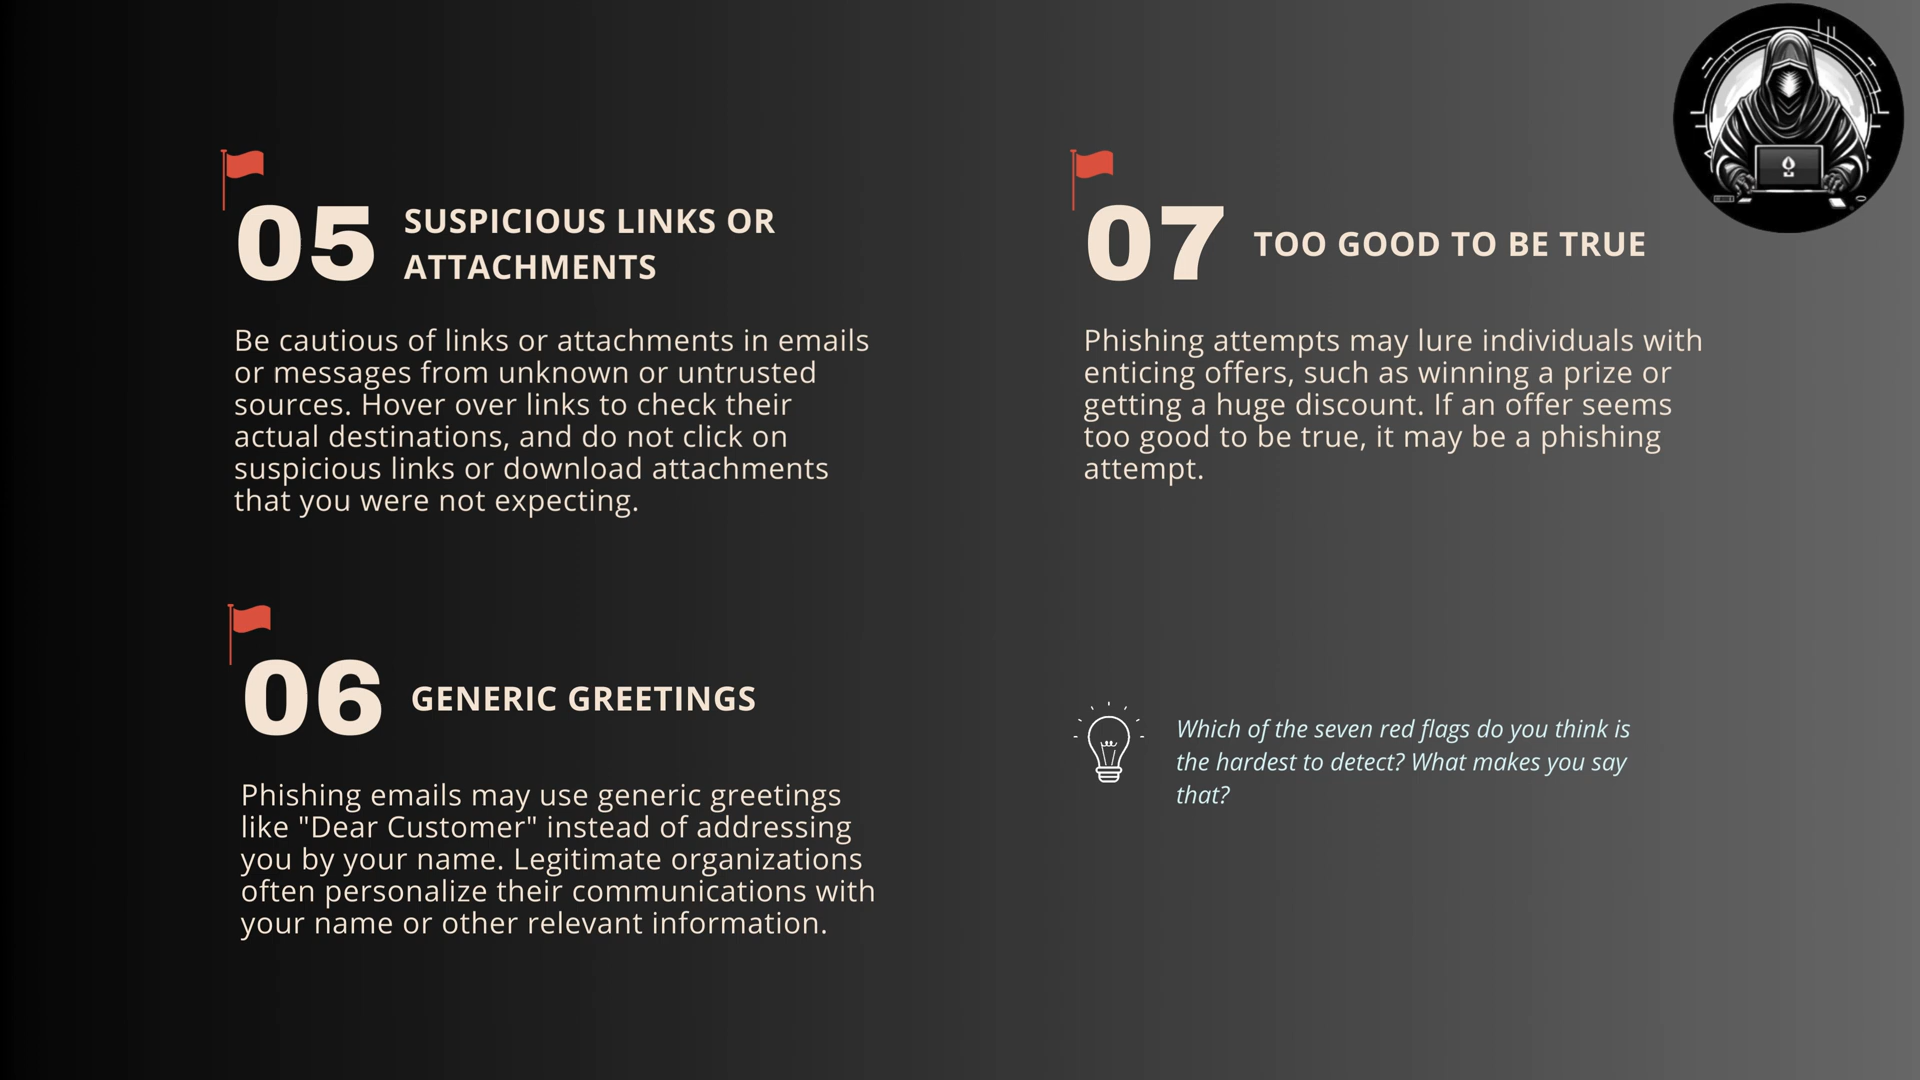 05
SUSPICIOUS LINKS OR
ATTACHMENTS
Be cautious of links or attachments in emails
or messages from unknown or untrusted
sources. Hover over links to check their
actual destinations, and do not click on
suspicious links or download attachments
that you were not expecting.
06
GENERIC GREETINGS
Phishing emails may use generic greetings
like "Dear Customer" instead of addressing
you by your name. Legitimate organizations
often personalize their communications with
your name or other relevant information.
07
TOO GOOD TO BE TRUE
Phishing attempts may lure individuals with
enticing offers, such as winning a prize or
getting a huge discount. If an offer seems
too good to be true, it may be a phishing
attempt.
Which of the seven red flags do you think is
the hardest to detect? What makes you say
that?